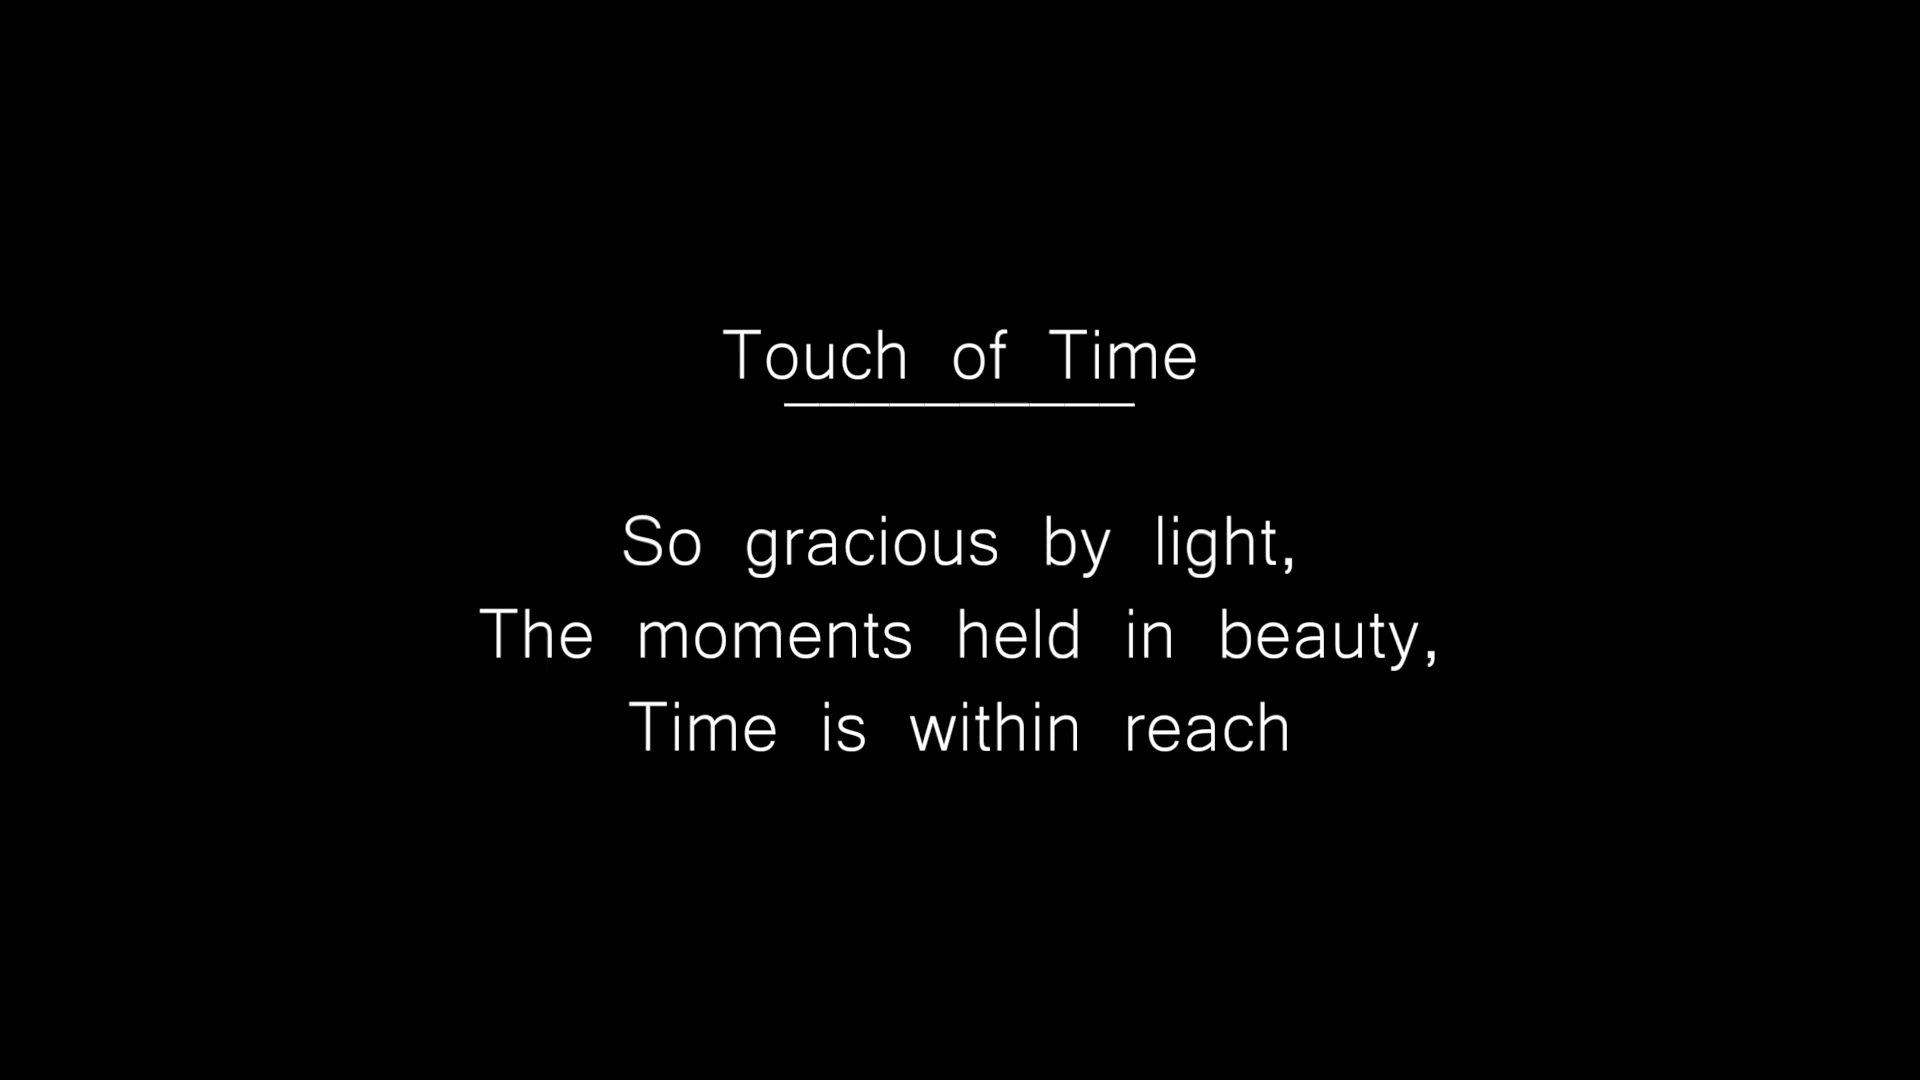 Touch of Time
So gracious by light,
The moments held in beauty,
Time is within reach